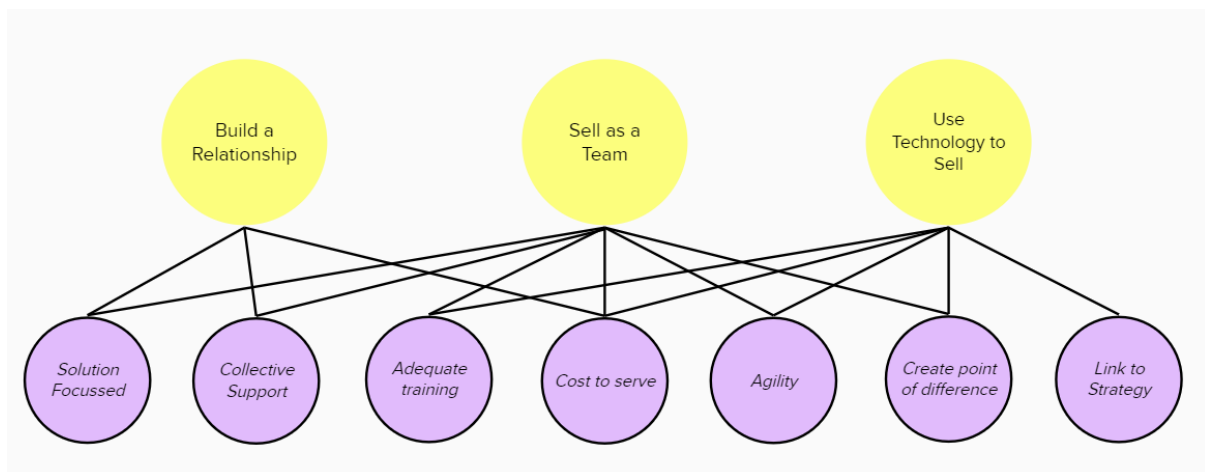 Build a
Relationship
Sell as a
Team
Use
Technology to
Sell
Solution
Focussed
Collective
Support
Adequate
training
Cost to serve
Agility
Create point
of difference
Link to
Strategy